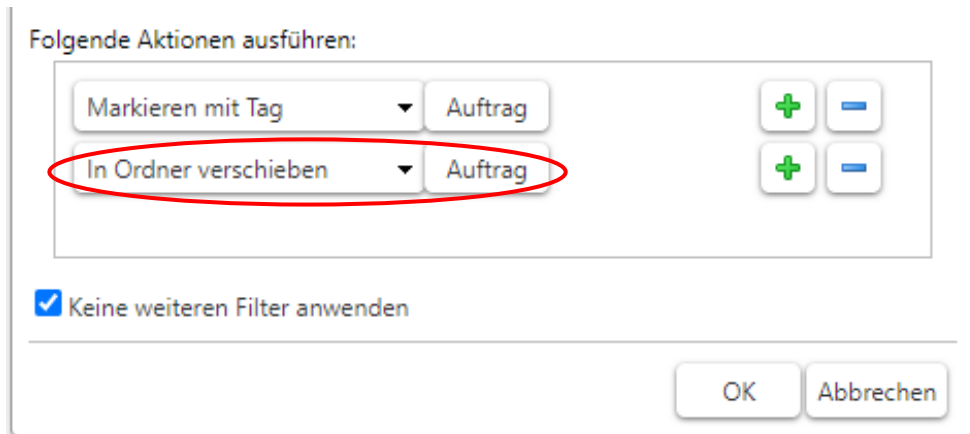 Folgende Aktionen ausführen:
Markieren mit Tag Auftrag
In Ordner verschieben Auftrag
Keine weiteren Filter anwenden
OK Abbrechen